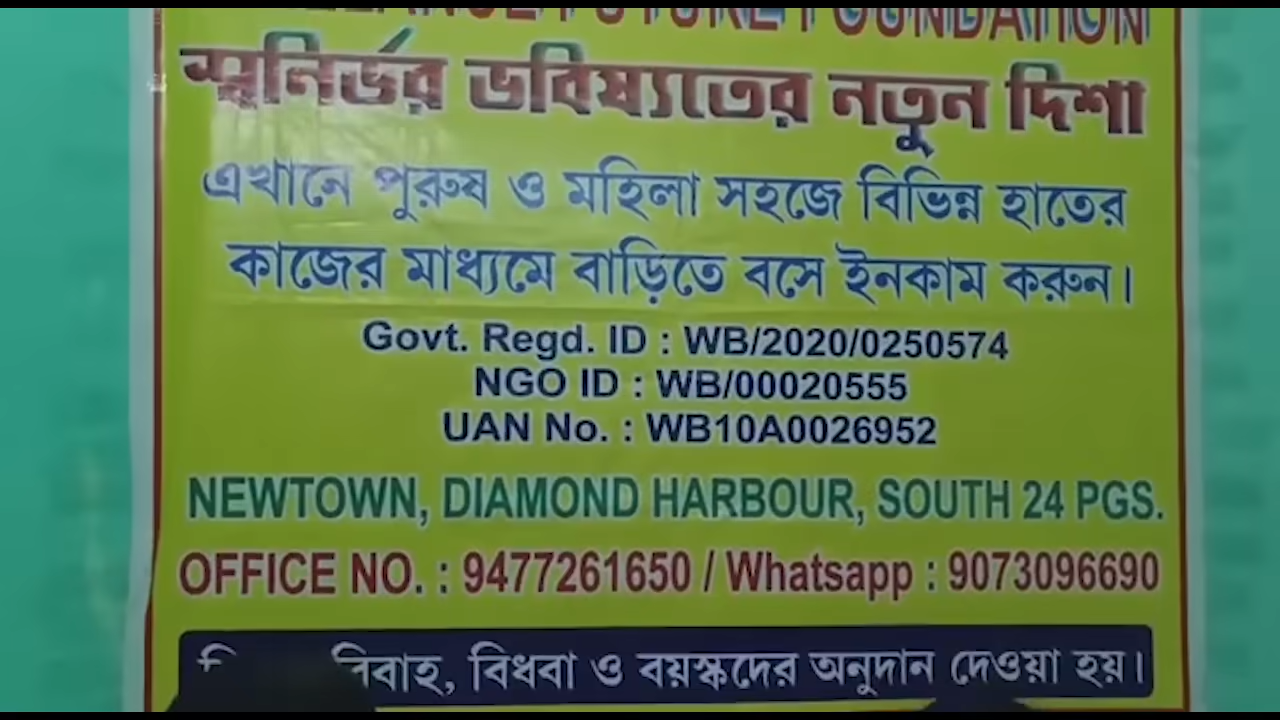 FUTURE FOUNDATION
স্বনির্ভর ভবিষ্যতের নতুন দিশা
এখানে পুরুষ ও মহিলা সহজে বিভিন্ন হাতের
কাজের মাধ্যমে বাড়িতে বসে ইনকাম করুন।
Govt. Regd. ID : WB/2020/0250574
NGO ID : WB/00020555
UAN No. : WB10A0026952
NEWTOWN, DIAMOND HARBOUR, SOUTH 24 PGS.
OFFICE NO. : 9477261650 / Whatsapp : 9073096690
বিবাহ, বিধবা ও বয়স্কদের অনুদান দেওয়া হয়।